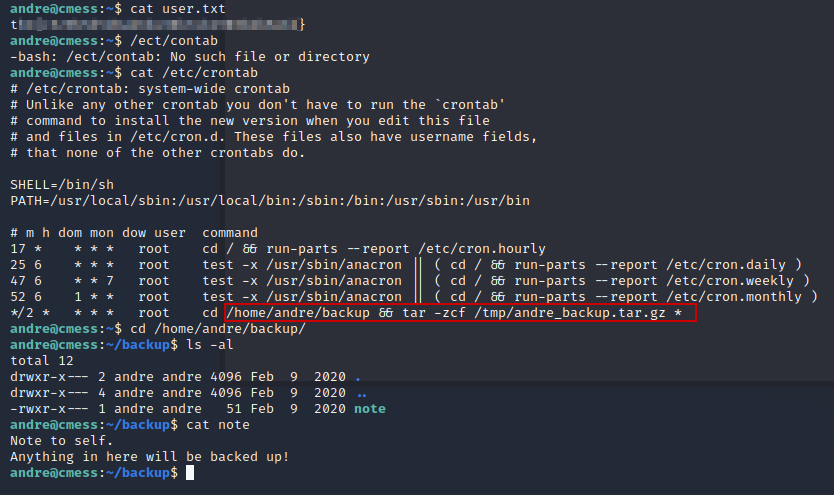 andre@cmess:~$ cat user.txt
t }
andre@cmess:~$ /ect/contab
-bash: /ect/contab: No such file or directory
andre@cmess:~$ cat /etc/crontab
# /etc/crontab: system-wide crontab
# Unlike any other crontab you don't have to run the `crontab'
# command to install the new version when you edit this file
# and files in /etc/cron.d. These files also have username fields,
# that none of the other crontabs do.
SHELL=/bin/sh
PATH=/usr/local/sbin:/usr/local/bin:/sbin:/bin:/usr/sbin:/usr/bin
# m h dom mon dow user  command
17 *    * * *   root    cd / && run-parts --report /etc/cron.hourly
25 6    * * *   root    test -x /usr/sbin/anacron || ( cd / && run-parts --report /etc/cron.daily )
47 6    * * 7   root    test -x /usr/sbin/anacron || ( cd / && run-parts --report /etc/cron.weekly )
52 6    1 * *   root    test -x /usr/sbin/anacron || ( cd / && run-parts --report /etc/cron.monthly )
*/2 *   * * *   root    cd /home/andre/backup && tar -zcf /tmp/andre_backup.tar.gz *
andre@cmess:~$ cd /home/andre/backup/
andre@cmess:~/backup$ ls -al
total 12
drwxr-x--- 2 andre andre 4096 Feb  9  2020 .
drwxr-x--- 4 andre andre 4096 Feb  9  2020 ..
-rwxr-x--- 1 andre andre   51 Feb  9  2020 note
andre@cmess:~/backup$ cat note
Note to self.
Anything in here will be backed up!
andre@cmess:~/backup$